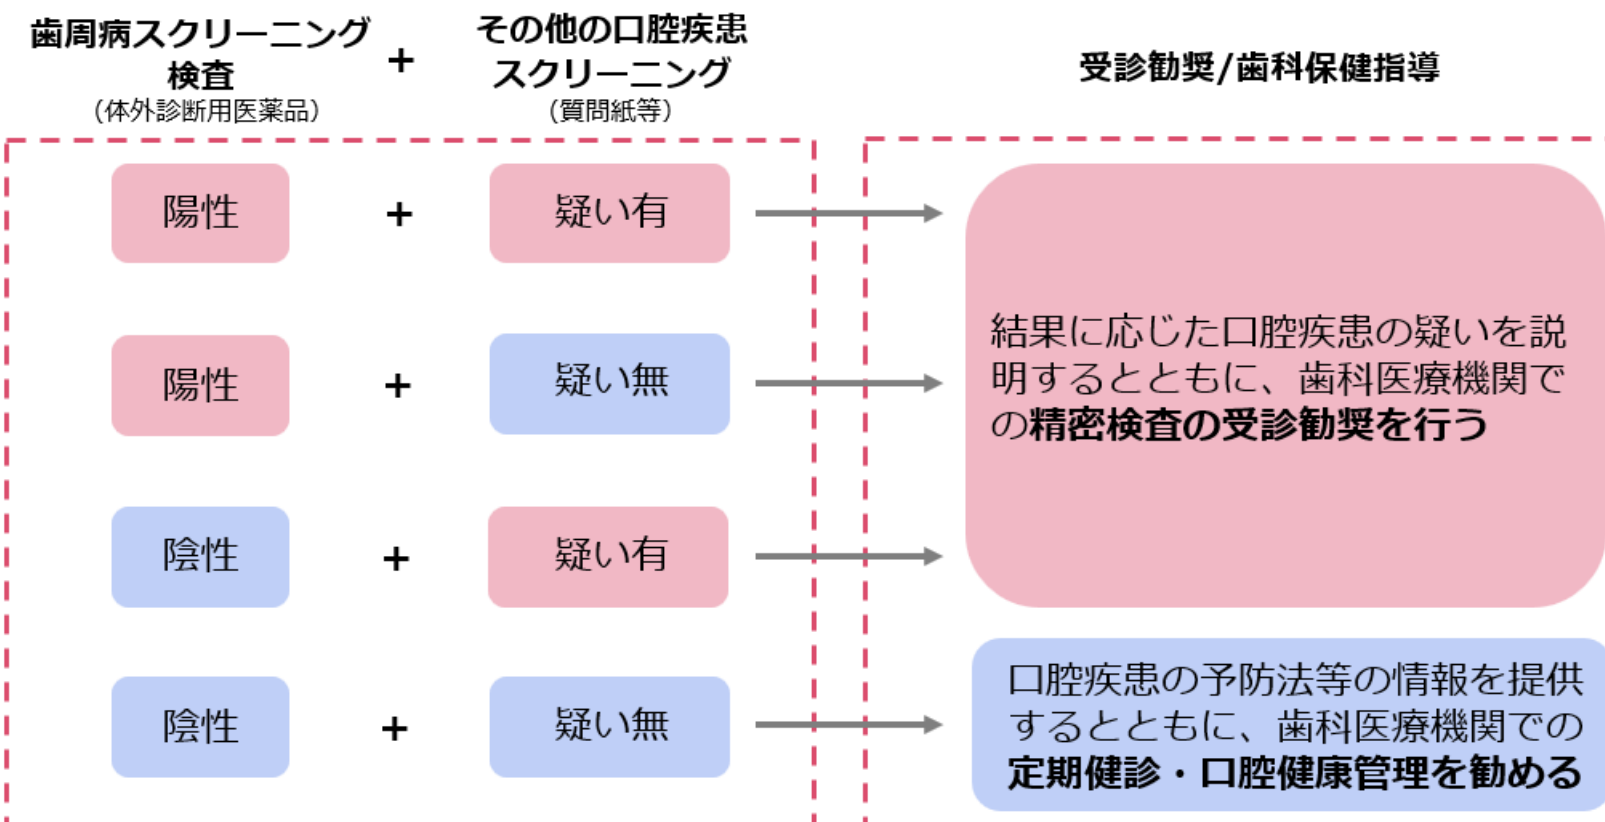 歯周病スクリーニング
検査
（体外診断用医薬品）
+
その他の口腔疾患
スクリーニング
（質問紙等）
受診勧奨/歯科保健指導
陽性 + 疑い有
陽性 + 疑い無
陰性 + 疑い有
陰性 + 疑い無
結果に応じた口腔疾患の疑いを説
明するとともに、歯科医療機関で
の精密検査の受診勧奨を行う
口腔疾患の予防法等の情報を提供
するとともに、歯科医療機関での
定期健診・口腔健康管理を勧める